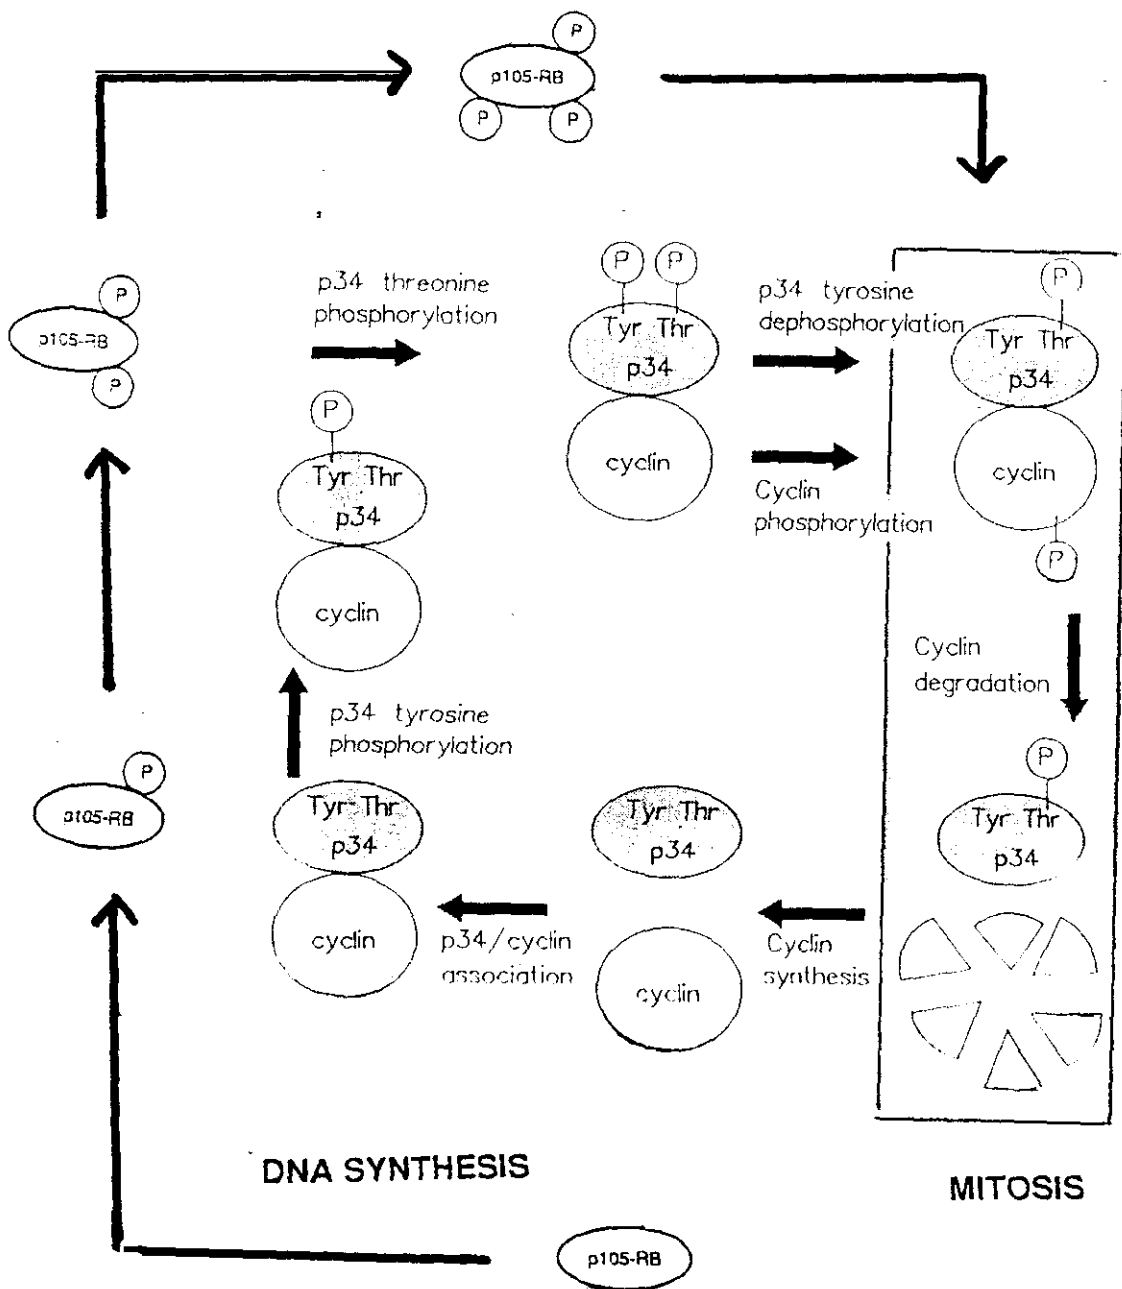 P
p105-RB
P P
P
p105-RB
P
p34 threonine
phosphorylation
P P
Tyr Thr
p34
cyclin
p34 tyrosine
dephosphorylation
Cyclin
phosphorylation
P
Tyr Thr
p34
cyclin
P
P
Tyr Thr
p34
cyclin
Cyclin
degradation
p34 tyrosine
phosphorylation
P
p105-RB
Tyr Thr
p34
cyclin
p34/cyclin
association
Tyr Thr
p34
cyclin
Cyclin
synthesis
P
Tyr Thr
p34
DNA SYNTHESIS
MITOSIS
p105-RB